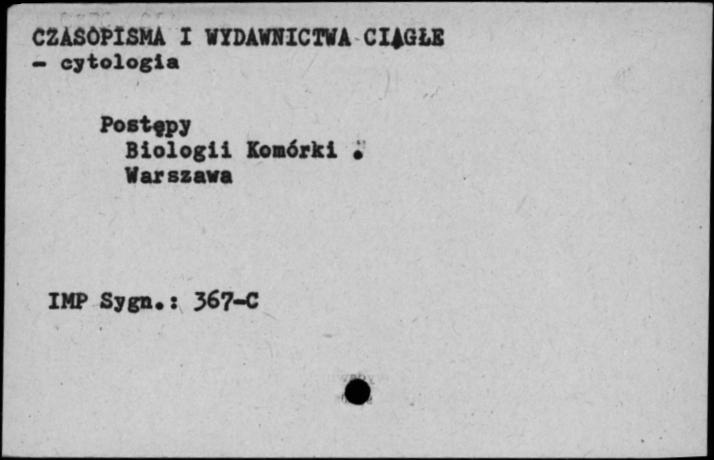 CZASOPISMA I WYDAWNICTWA CIĄGŁE
- cytologia
Postępy
Biologii Komórki .
Warszawa
IMP Sygn.: 367-C